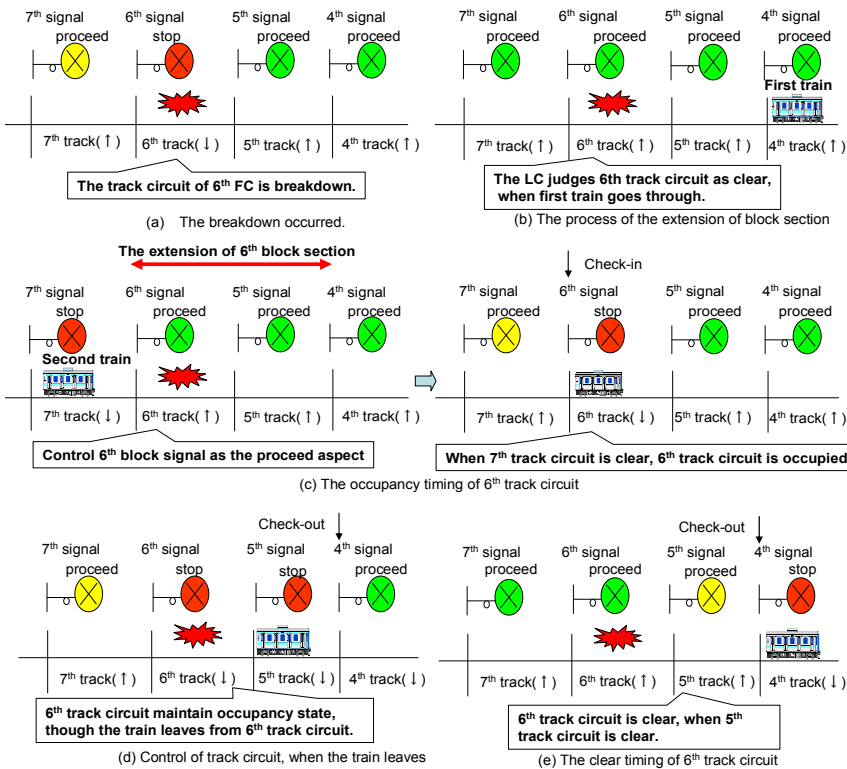 7th signal proceed
6th signal stop
5th signal proceed
4th signal proceed
7th track(↑)
6th track(↓)
5th track(↑)
4th track(↑)
The track circuit of 6th FC is breakdown.
(a) The breakdown occurred.
7th signal proceed
6th signal proceed
5th signal proceed
4th signal proceed
First train
7th track(↑)
6th track(↑)
5th track(↑)
4th track(↑)
The LC judges 6th track circuit as clear,
when first train goes through.
(b) The process of the extension of block section
The extension of 6th block section
7th signal stop
6th signal proceed
5th signal proceed
4th signal proceed
Second train
7th track(↓)
6th track(↑)
5th track(↑)
4th track(↑)
Control 6th block signal as the proceed aspect
Check-in
7th signal proceed
6th signal stop
5th signal proceed
4th signal proceed
7th track(↑)
6th track(↓)
5th track(↑)
4th track(↑)
When 7th track circuit is clear, 6th track circuit is occupied
(c) The occupancy timing of 6th track circuit
Check-out
7th signal proceed
6th signal stop
5th signal stop
4th signal proceed
7th track(↑)
6th track(↓)
5th track(↓)
4th track(↓)
6th track circuit maintain occupancy state,
though the train leaves from 6th track circuit.
(d) Control of track circuit, when the train leaves
Check-out
7th signal proceed
6th signal proceed
5th signal proceed
4th signal stop
7th track(↑)
6th track(↑)
5th track(↑)
4th track(↓)
6th track circuit is clear, when 5th
track circuit is clear.
(e) The clear timing of 6th track circuit